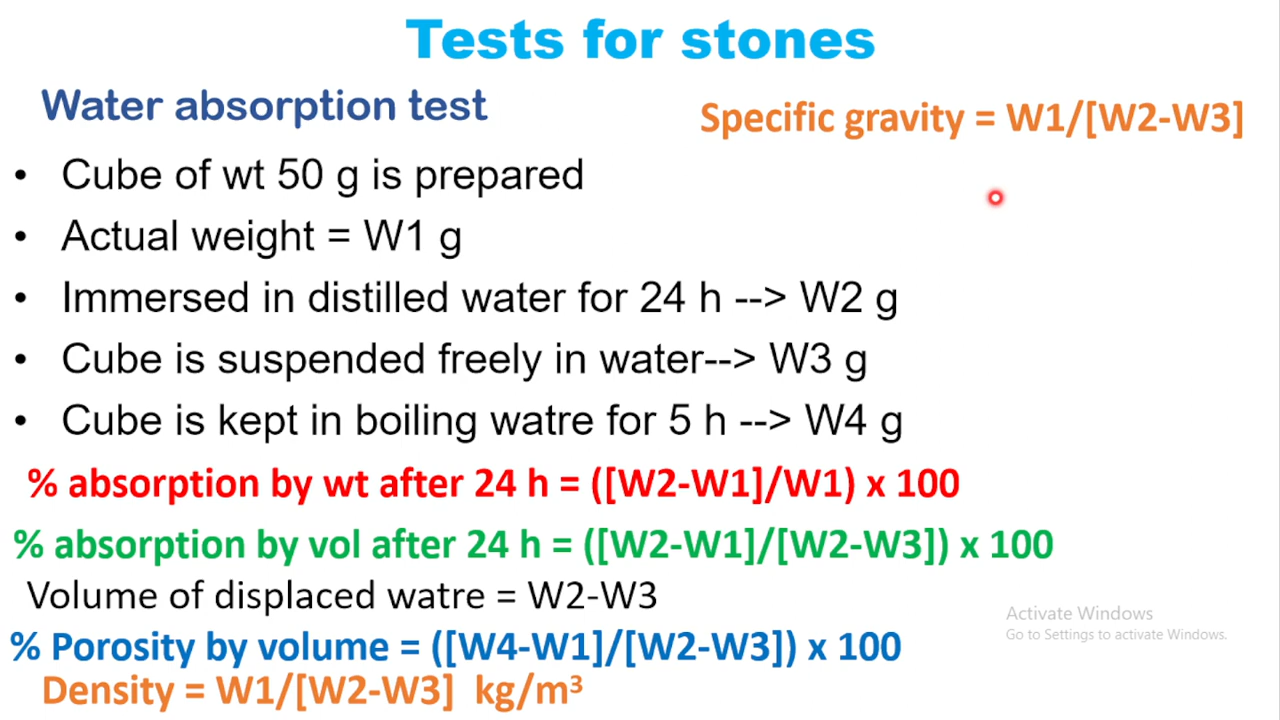 Tests for stones
Water absorption test
Specific gravity = W1/[W2-W3]
• Cube of wt 50 g is prepared
• Actual weight = W1 g
• Immersed in distilled water for 24 h --> W2 g
• Cube is suspended freely in water--> W3 g
• Cube is kept in boiling watre for 5 h --> W4 g
% absorption by wt after 24 h = ([W2-W1]/W1) x 100
% absorption by vol after 24 h = ([W2-W1]/[W2-W3]) x 100
Volume of displaced watre = W2-W3
% Porosity by volume = ([W4-W1]/[W2-W3]) x 100
Density = W1/[W2-W3] kg/m³
Activate Windows
Go to Settings to activate Windows.